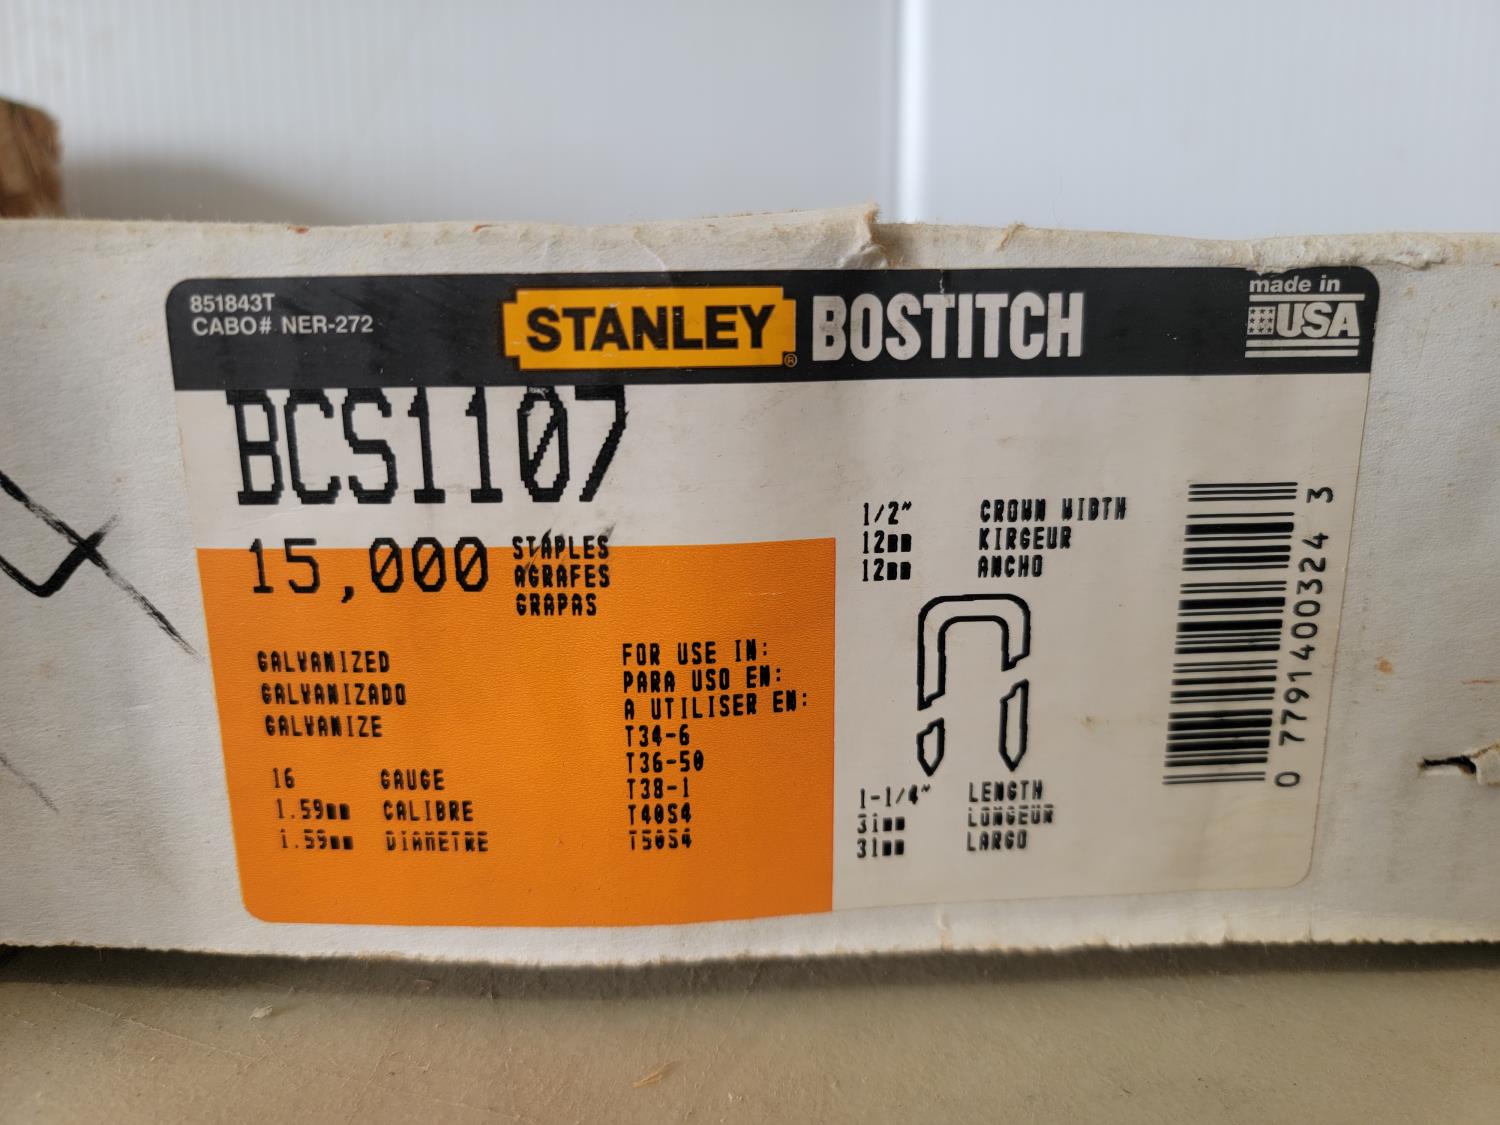 851843T
CABO# NER-272
STANLEY® BOSTITCH
made in
USA
BCS1107
15,000 STAPLES
AGRAFES
GRAPAS
GALVANIZED
GALVANIZADO
GALVANIZE
16 GAUGE
1.59mm CALIBRE
1.59mm DIAMETRE
FOR USE IN:
PARA USO EN:
A UTILISER EN:
T34-6
T36-50
T38-1
T40S4
T50S4
1/2" CROWN WIDTH
12mm KIRGEUR
12mm ANCHO
1-1/4" LENGTH
31mm LONGEUR
31mm LARGO
0 7791400324 3